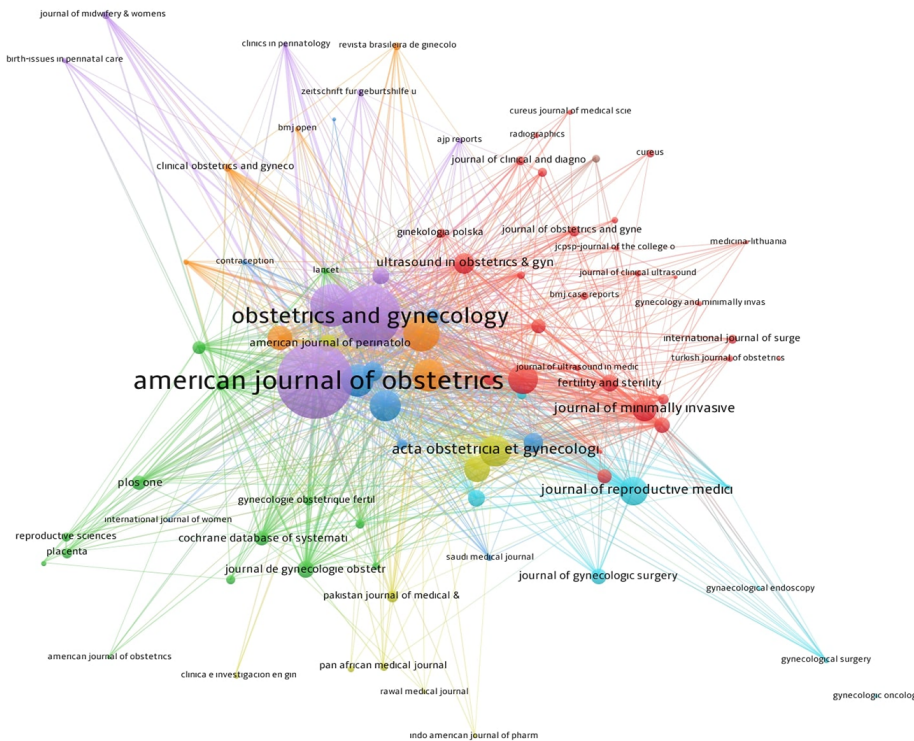 journal of midwifery & womens
clinics in perinatology
revista brasileira de ginecolo
birth-issues in perinatal care
zeitschrift fur geburtshilfe u
cureus journal of medical scie
bmj open
radiographics
ajp reports
cureus
journal of clinical and diagno
clinical obstetrics and gyneco
ginekologia polska
journal of obstetrics and gyne
medicina-lithuania
jcpsp-journal of the college o
contraception
ultrasound in obstetrics & gyn
lancet
journal of clinical ultrasound
bmj case reports
gynecology and minimally invas
obstetrics and gynecology
american journal of perinatolo
international journal of surge
turkish journal of obstetrics
journal of ultrasound in medic
american journal of obstetrics
fertility and sterility
journal of minimally invasive
acta obstetricia et gynecologi
plos one
journal of reproductive medici
gynecologie obstetrique fertil
international journal of women
reproductive sciences
cochrane database of systemati
placenta
saudi medical journal
journal de gynecologie obstetr
journal of gynecologic surgery
gynaecological endoscopy
pakistan journal of medical &
american journal of obstetrics
gynecological surgery
pan african medical journal
clinica e investigacion en gin
rawal medical journal
gynecologic oncolog
indo american journal of pharm